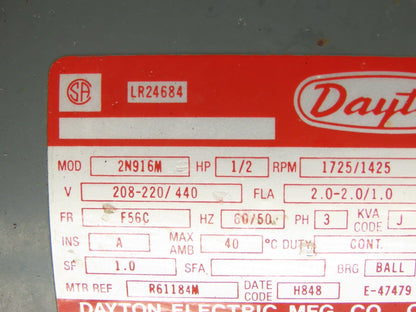 SA LR24684
Dayt
MOD 2N916M HP 1/2 RPM 1725/1425
V 208-220/440 FLA 2.0-2.0/1.0
FR F56C HZ 60/50 PH 3 KVA CODE J
INS A MAX AMB 40 °C DUTY CONT.
SF 1.0 SFA BRG BALL
MTR REF R61184M DATE CODE H848 E-47479
DAYTON ELECTRIC MFG. CO. C